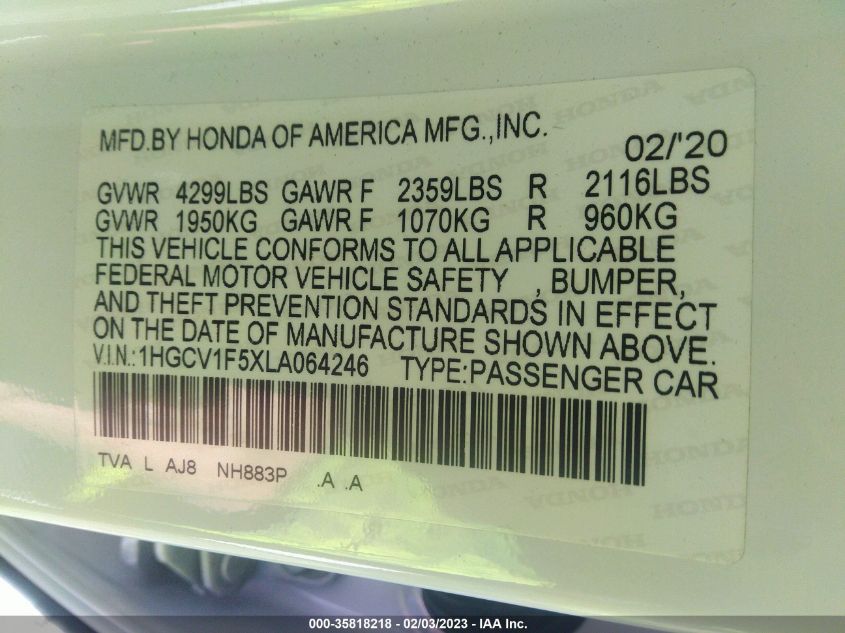 MFD.BY HONDA OF AMERICA MFG.,INC.
02/'20
GVWR 4299LBS GAWR F 2359LBS R 2116LBS
GVWR 1950KG GAWR F 1070KG R 960KG
THIS VEHICLE CONFORMS TO ALL APPLICABLE
FEDERAL MOTOR VEHICLE SAFETY , BUMPER,
AND THEFT PREVENTION STANDARDS IN EFFECT
ON THE DATE OF MANUFACTURE SHOWN ABOVE.
V.I.N.:1HGCV1F5XLA064246 TYPE:PASSENGER CAR
TVA L AJ8 NH883P .A .A
HONDA
000-35818218 - 02/03/2023 - IAA Inc.